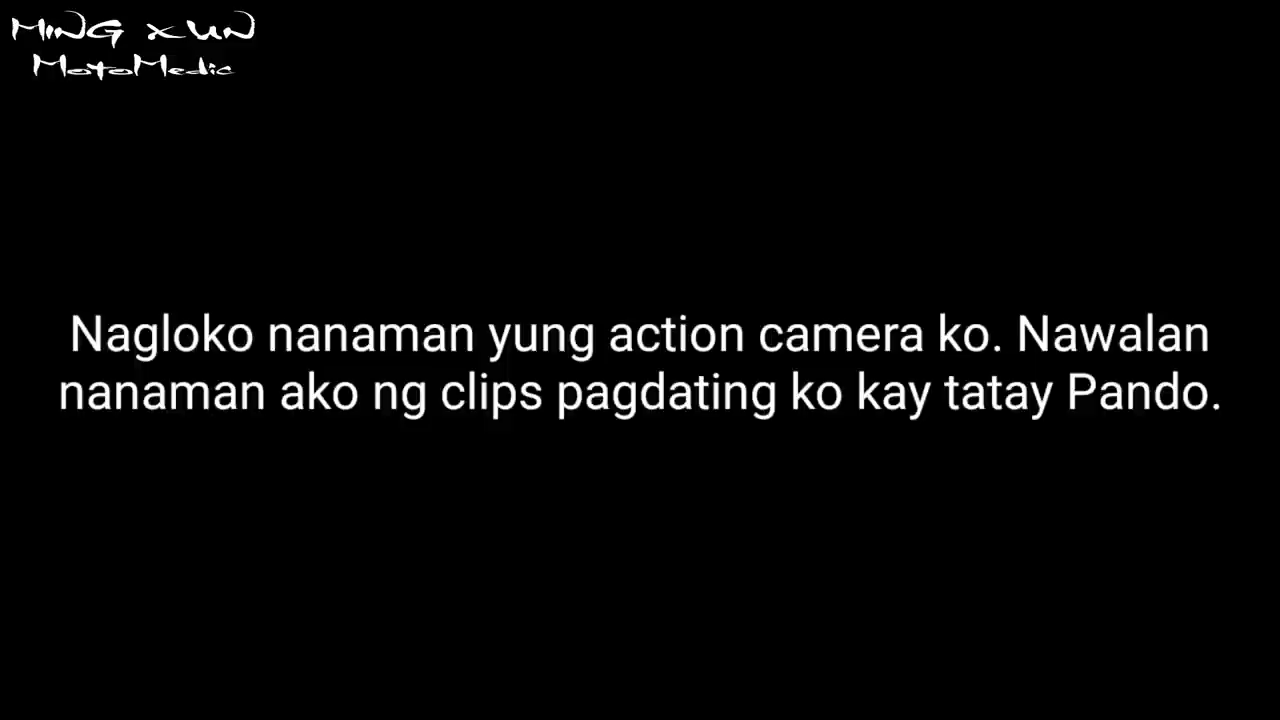 MiNG XUN
MotoMedic
Nagloko nanaman yung action camera ko. Nawalan
nanaman ako ng clips pagdating ko kay tatay Pando.